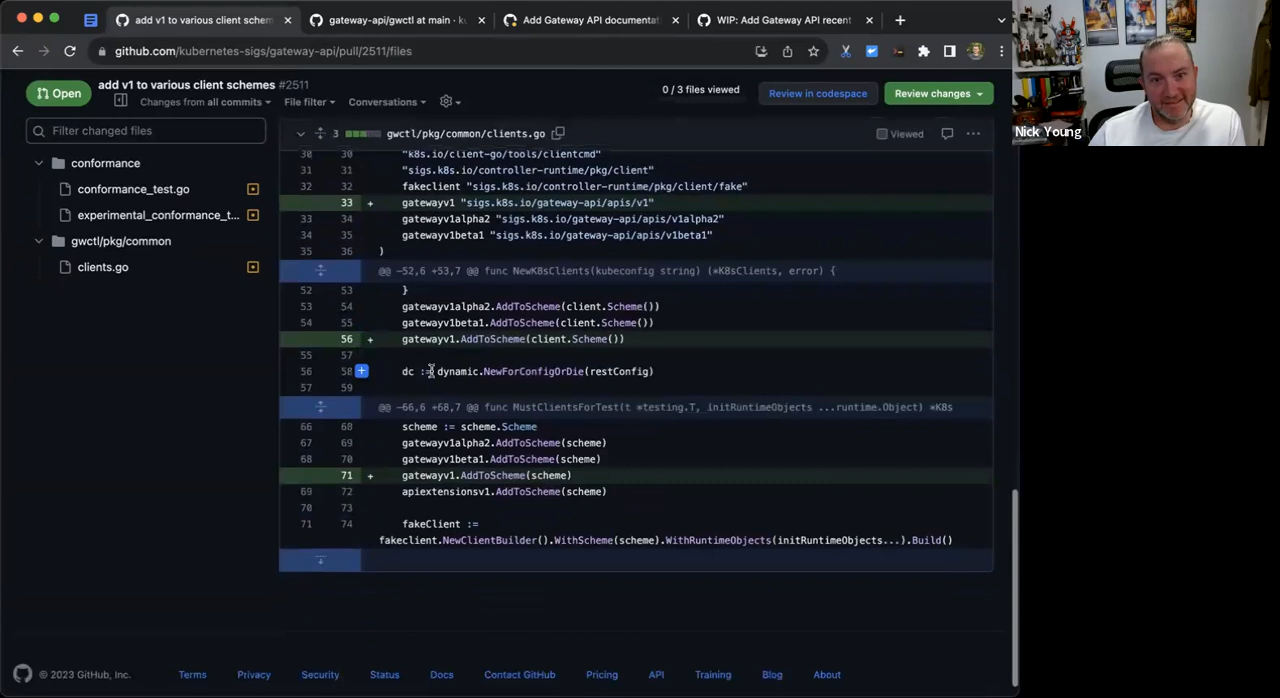 add v1 to various client schem
gateway-api/gwctl at main · ku
Add Gateway API documentat
WIP: Add Gateway API recent
github.com/kubernetes-sigs/gateway-api/pull/2511/files
Open
add v1 to various client schemes #2511
Changes from all commits
File filter
Conversations
0 / 3 files viewed
Review in codespace
Review changes
Filter changed files
conformance
conformance_test.go
experimental_conformance_t...
gwctl/pkg/common
clients.go
3
gwctl/pkg/common/clients.go
Viewed
30 30 "k8s.io/client-go/tools/clientcmd"
31 31 "sigs.k8s.io/controller-runtime/pkg/client"
32 32 fakeclient "sigs.k8s.io/controller-runtime/pkg/client/fake"
33 + gatewayv1 "sigs.k8s.io/gateway-api/apis/v1"
33 34 gatewayv1alpha2 "sigs.k8s.io/gateway-api/apis/v1alpha2"
34 35 gatewayv1beta1 "sigs.k8s.io/gateway-api/apis/v1beta1"
35 36 )
@@ -52,6 +53,7 @@ func NewK8sClients(kubeconfig string) (*K8sClients, error) {
52 53 }
53 54 gatewayv1alpha2.AddToScheme(client.Scheme())
54 55 gatewayv1beta1.AddToScheme(client.Scheme())
56 + gatewayv1.AddToScheme(client.Scheme())
55 57
56 58 dc := dynamic.NewForConfigOrDie(restConfig)
57 59
@@ -66,6 +68,7 @@ func MustClientsForTest(t *testing.T, initRuntimeObjects ...runtime.Object) *K8s
66 68 scheme := scheme.Scheme
67 69 gatewayv1alpha2.AddToScheme(scheme)
68 70 gatewayv1beta1.AddToScheme(scheme)
71 + gatewayv1.AddToScheme(scheme)
69 72 apiextensionsv1.AddToScheme(scheme)
70 73
71 74 fakeClient :=
fakeclient.NewClientBuilder().WithScheme(scheme).WithRuntimeObjects(initRuntimeObjects...).Build()
© 2023 GitHub, Inc.
Terms
Privacy
Security
Status
Docs
Contact GitHub
Pricing
API
Training
Blog
About
Nick Young